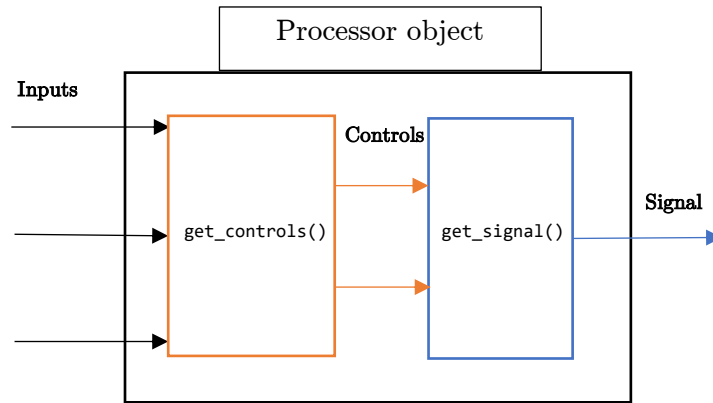 Processor object
Inputs
Controls
get_controls()
get_signal()
Signal